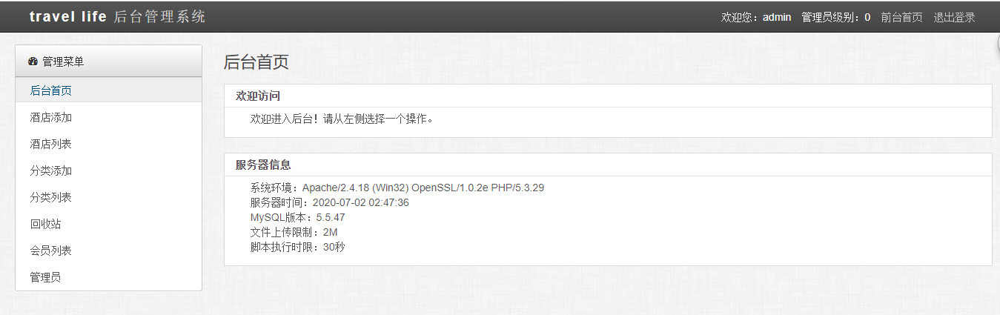 travel life 后台管理系统
欢迎您：admin 管理员级别：0 前台首页 退出登录
管理菜单
后台首页
酒店添加
酒店列表
分类添加
分类列表
回收站
会员列表
管理员
后台首页
欢迎访问
欢迎进入后台！请从左侧选择一个操作。
服务器信息
系统环境：Apache/2.4.18 (Win32) OpenSSL/1.0.2e PHP/5.3.29
服务器时间：2020-07-02 02:47:36
MySQL版本：5.5.47
文件上传限制：2M
脚本执行时限：30秒